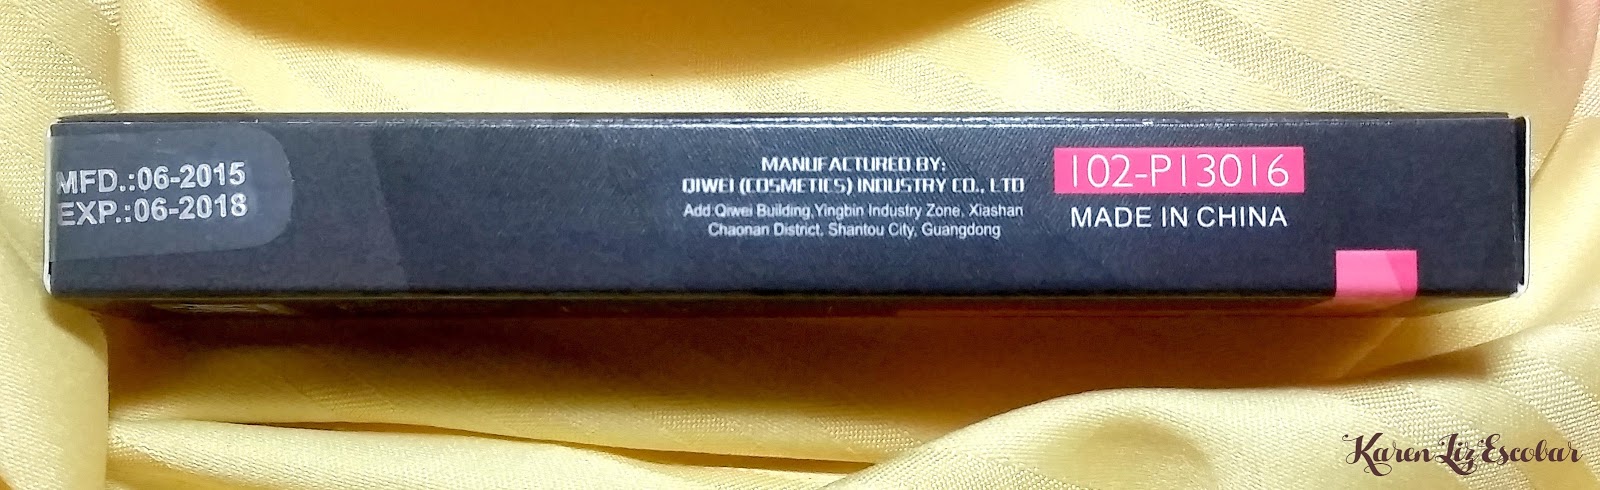 MFD.:06-2015
EXP.:06-2018
MANUFACTURED BY:
QIWEI (COSMETICS) INDUSTRY CO., LTD
Add:Qiwei Building,Yingbin Industry Zone, Xiashan
Chaonan District, Shantou City, Guangdong
102-P13016
MADE IN CHINA
Karen Liz Escobar